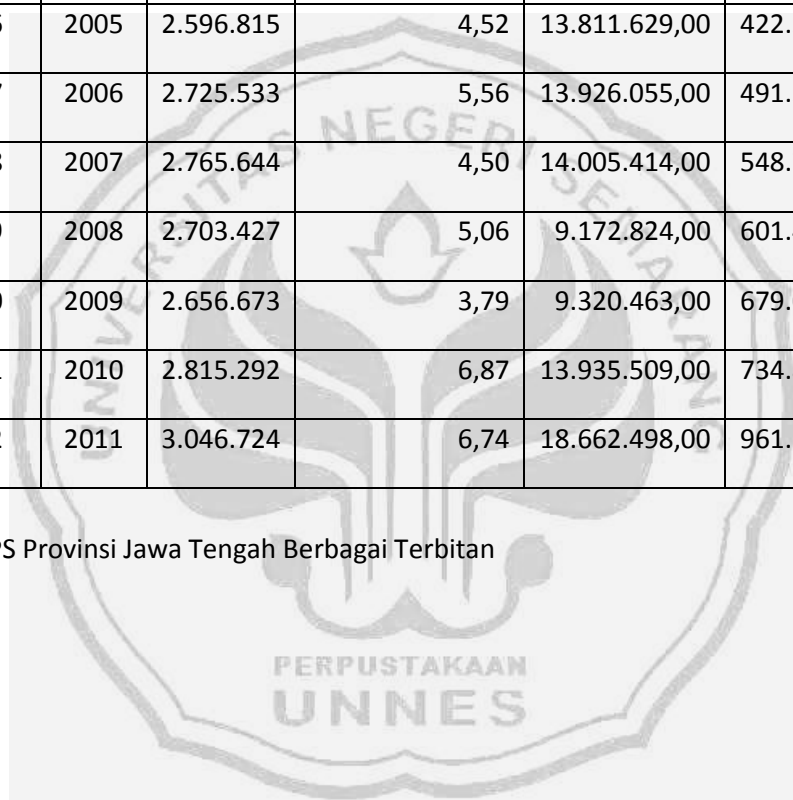 2005 2.596.815 4,52 13.811.629,00 422.
2006 2.725.533 5,56 13.926.055,00 491.
2007 2.765.644 4,50 14.005.414,00 548.
2008 2.703.427 5,06 9.172.824,00 601.
2009 2.656.673 3,79 9.320.463,00 679.
2010 2.815.292 6,87 13.935.509,00 734.
2011 3.046.724 6,74 18.662.498,00 961.
PS Provinsi Jawa Tengah Berbagai Terbitan
UNIVERSITAS NEGERI SEMARANG
PERPUSTAKAAN
UNNES